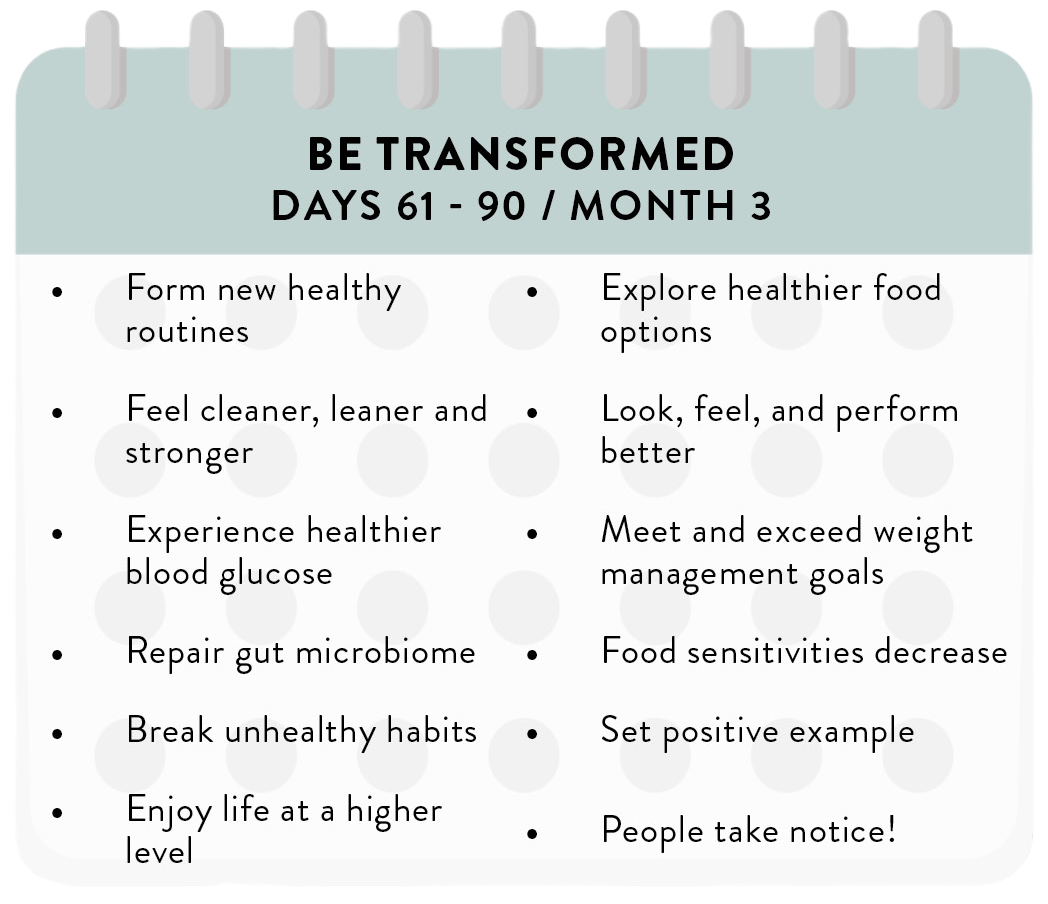 BE TRANSFORMED
DAYS 61 - 90 / MONTH 3
• Form new healthy
routines
• Feel cleaner, leaner and
stronger
• Experience healthier
blood glucose
• Repair gut microbiome
• Break unhealthy habits
• Enjoy life at a higher
level
• Explore healthier food
options
• Look, feel, and perform
better
• Meet and exceed weight
management goals
• Food sensitivities decrease
• Set positive example
• People take notice!